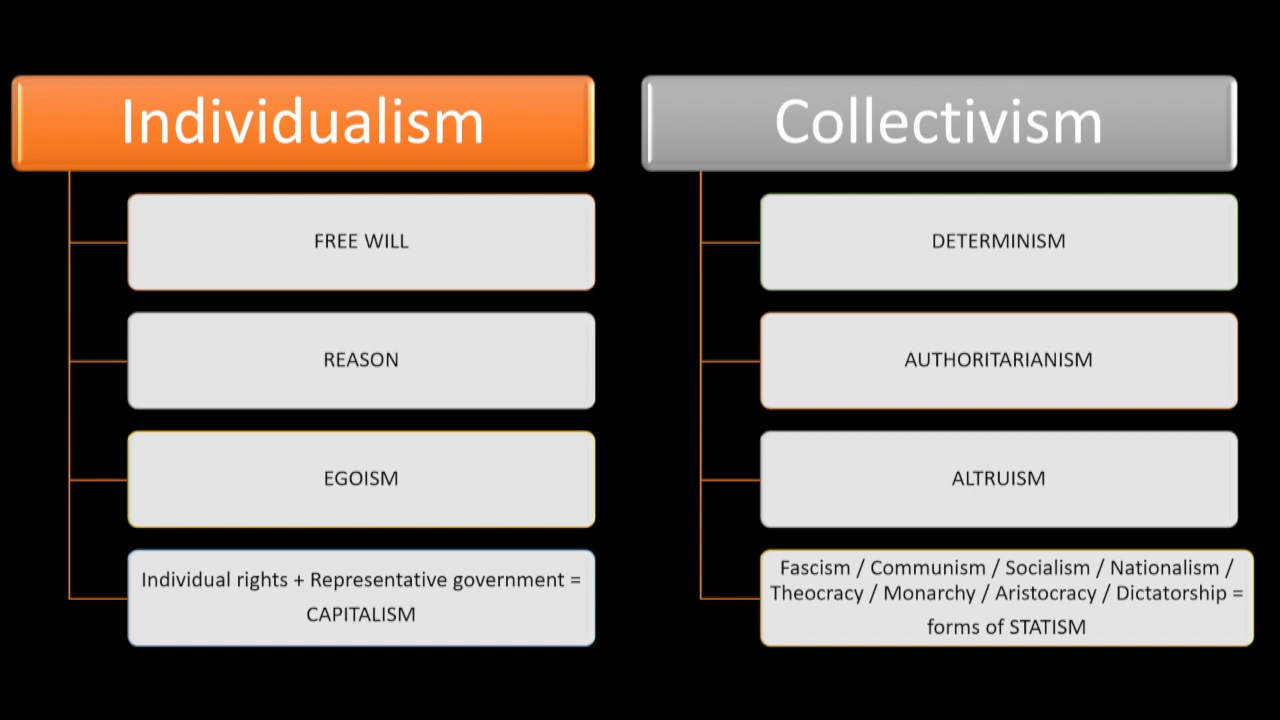 Individualism
FREE WILL
REASON
EGOISM
Individual rights + Representative government =
CAPITALISM
Collectivism
DETERMINISM
AUTHORITARIANISM
ALTRUISM
Fascism / Communism / Socialism / Nationalism /
Theocracy / Monarchy / Aristocracy / Dictatorship =
forms of STATISM